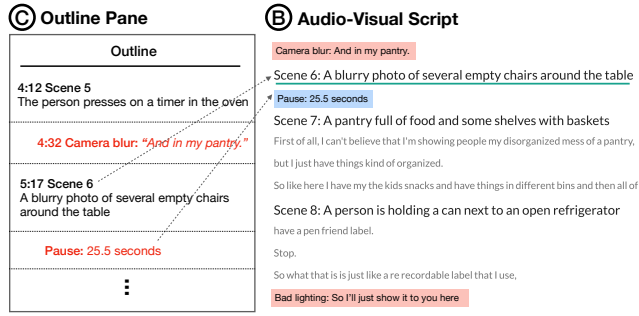 C Outline Pane
Outline
4:12 Scene 5
The person presses on a timer in the oven
4:32 Camera blur: “And in my pantry.”
5:17 Scene 6
A blurry photo of several empty chairs
around the table
Pause: 25.5 seconds
B Audio-Visual Script
Camera blur: And in my pantry.
Scene 6: A blurry photo of several empty chairs around the table
Pause: 25.5 seconds
Scene 7: A pantry full of food and some shelves with baskets
First of all, I can't believe that I'm showing people my disorganized mess of a pantry,
but I just have things kind of organized.
So like here I have my the kids snacks and have things in different bins and then all of
Scene 8: A person is holding a can next to an open refrigerator
have a pen friend label.
Stop.
So what that is is just like a re recordable label that I use,
Bad lighting: So I'll just show it to you here